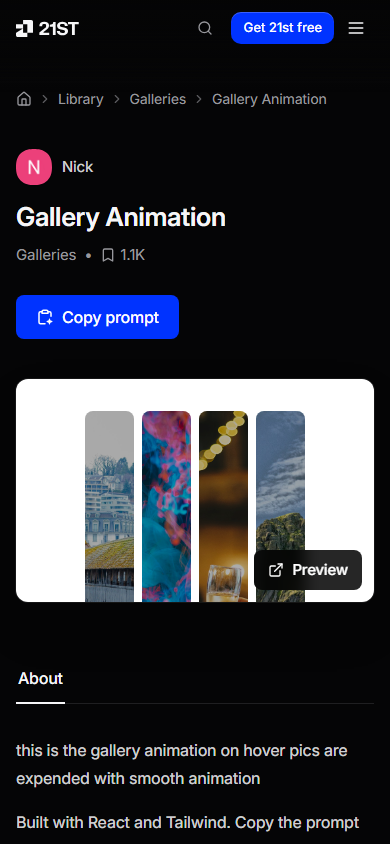 21ST
Get 21st free
Library
Galleries
Gallery Animation
N
Nick
Gallery Animation
Galleries • 1.1K
Copy prompt
Preview
About
this is the gallery animation on hover pics are
expended with smooth animation
Built with React and Tailwind. Copy the prompt